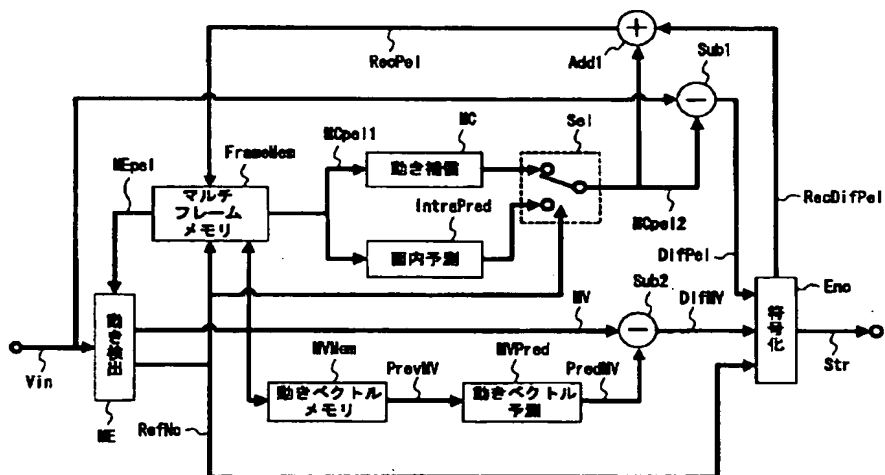 RecPel
Add1
Sub1
MC
Sel
MCpel1
FrameMem
MEpel
動き補償
マルチ
フレーム
メモリ
IntraPred
画内予測
MCpel2
RecDifPel
DifPel
Sub2
Enc
MV
DifMV
動き検出
符号化
Vin
MVMem
PrevMV
MVPred
PredMV
Str
動きベクトル
メモリ
動きベクトル
予測
ME
RefNo